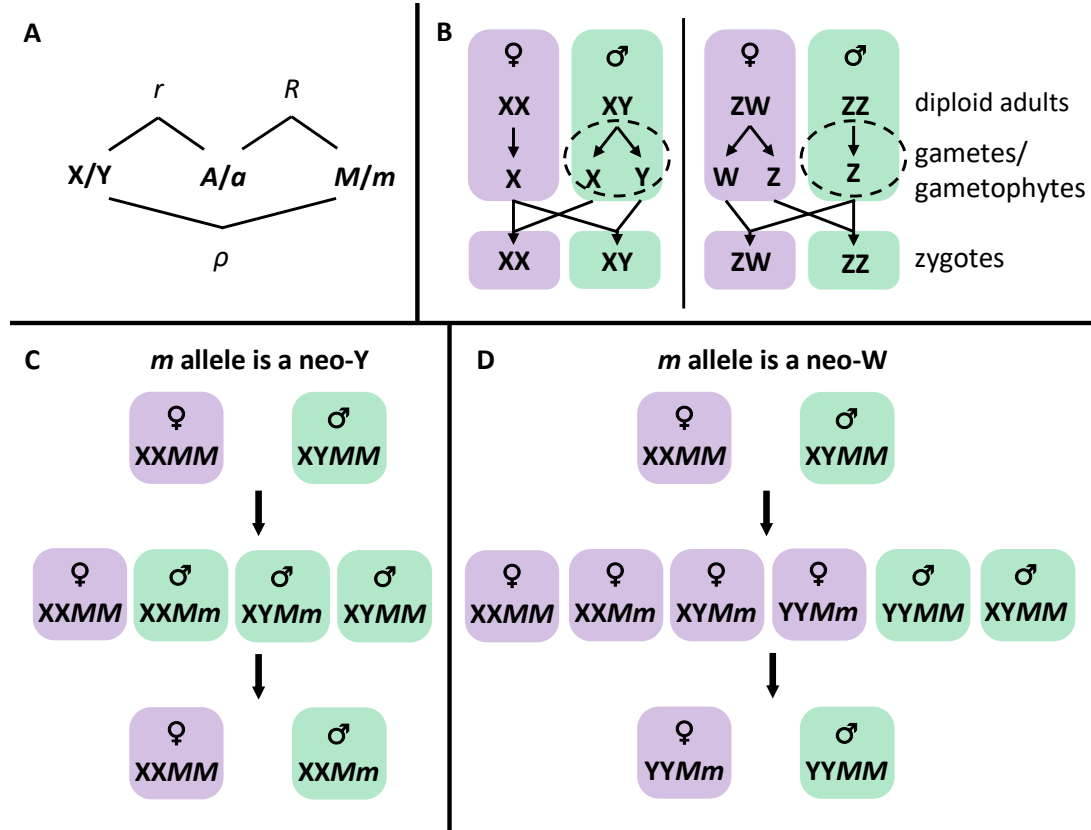 A
r R
X/Y A/a M/m
ρ
B
♀ ♂
XX XY
X X Y
XX XY
♀ ♂
ZW ZZ
W Z Z
ZW ZZ
diploid adults
gametes/
gametophytes
zygotes
C
m allele is a neo-Y
♀ ♂
XXMM XYMM
♀ ♂ ♂ ♂
XXMM XXMm XYMm XYMM
♀ ♂
XXMM XXMm
D
m allele is a neo-W
♀ ♂
XXMM XYMM
♀ ♀ ♀ ♀ ♂ ♂
XXMM XXMm XYMm YYMm YYMM XYMM
♀ ♂
YYMm YYMM